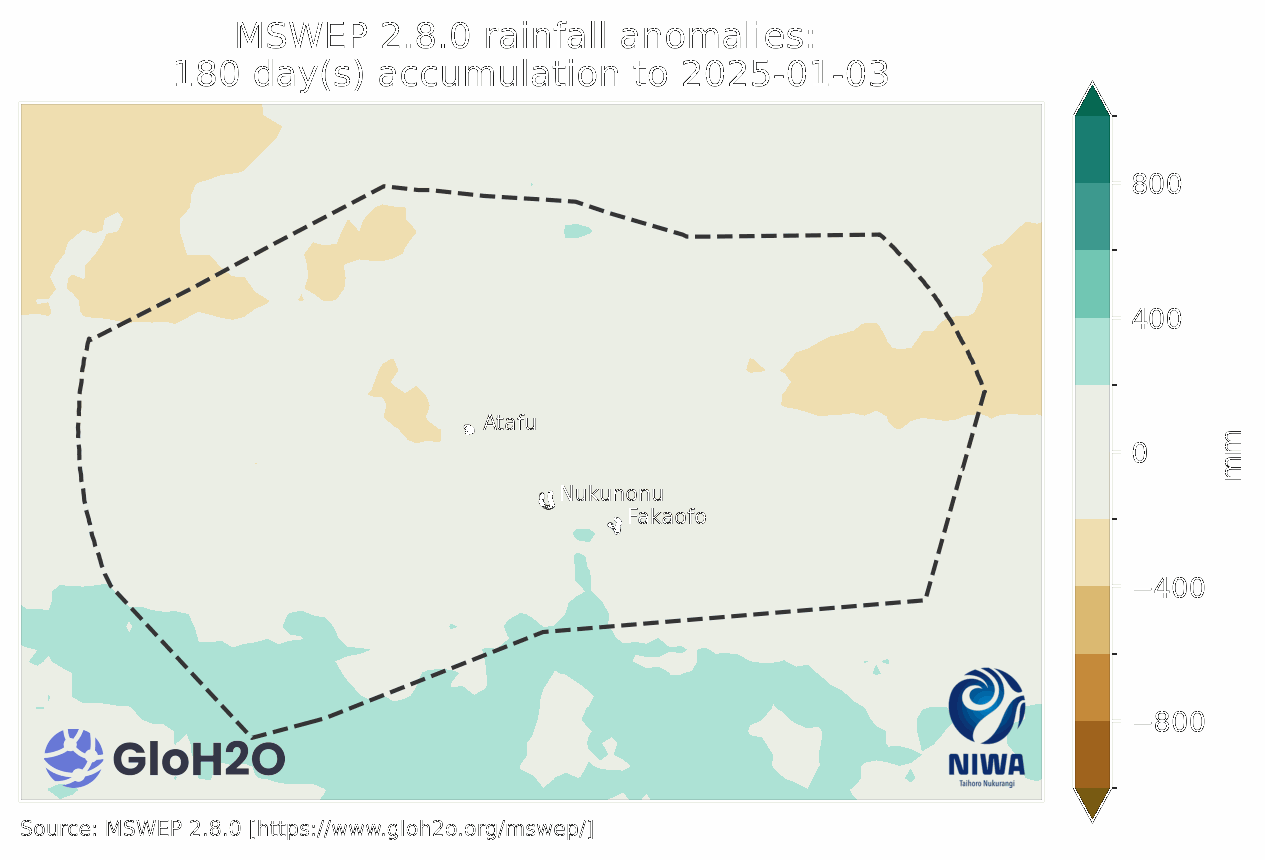 MSWEP 2.8.0 rainfall anomalies:
180 day(s) accumulation to 2025-01-03
800
400
0
−400
−800
mm
Atafu
Nukunonu
Fakaofo
GloH2O
NIWA
Taihoro Nukurangi
Source: MSWEP 2.8.0 [https://www.gloh2o.org/mswep/]